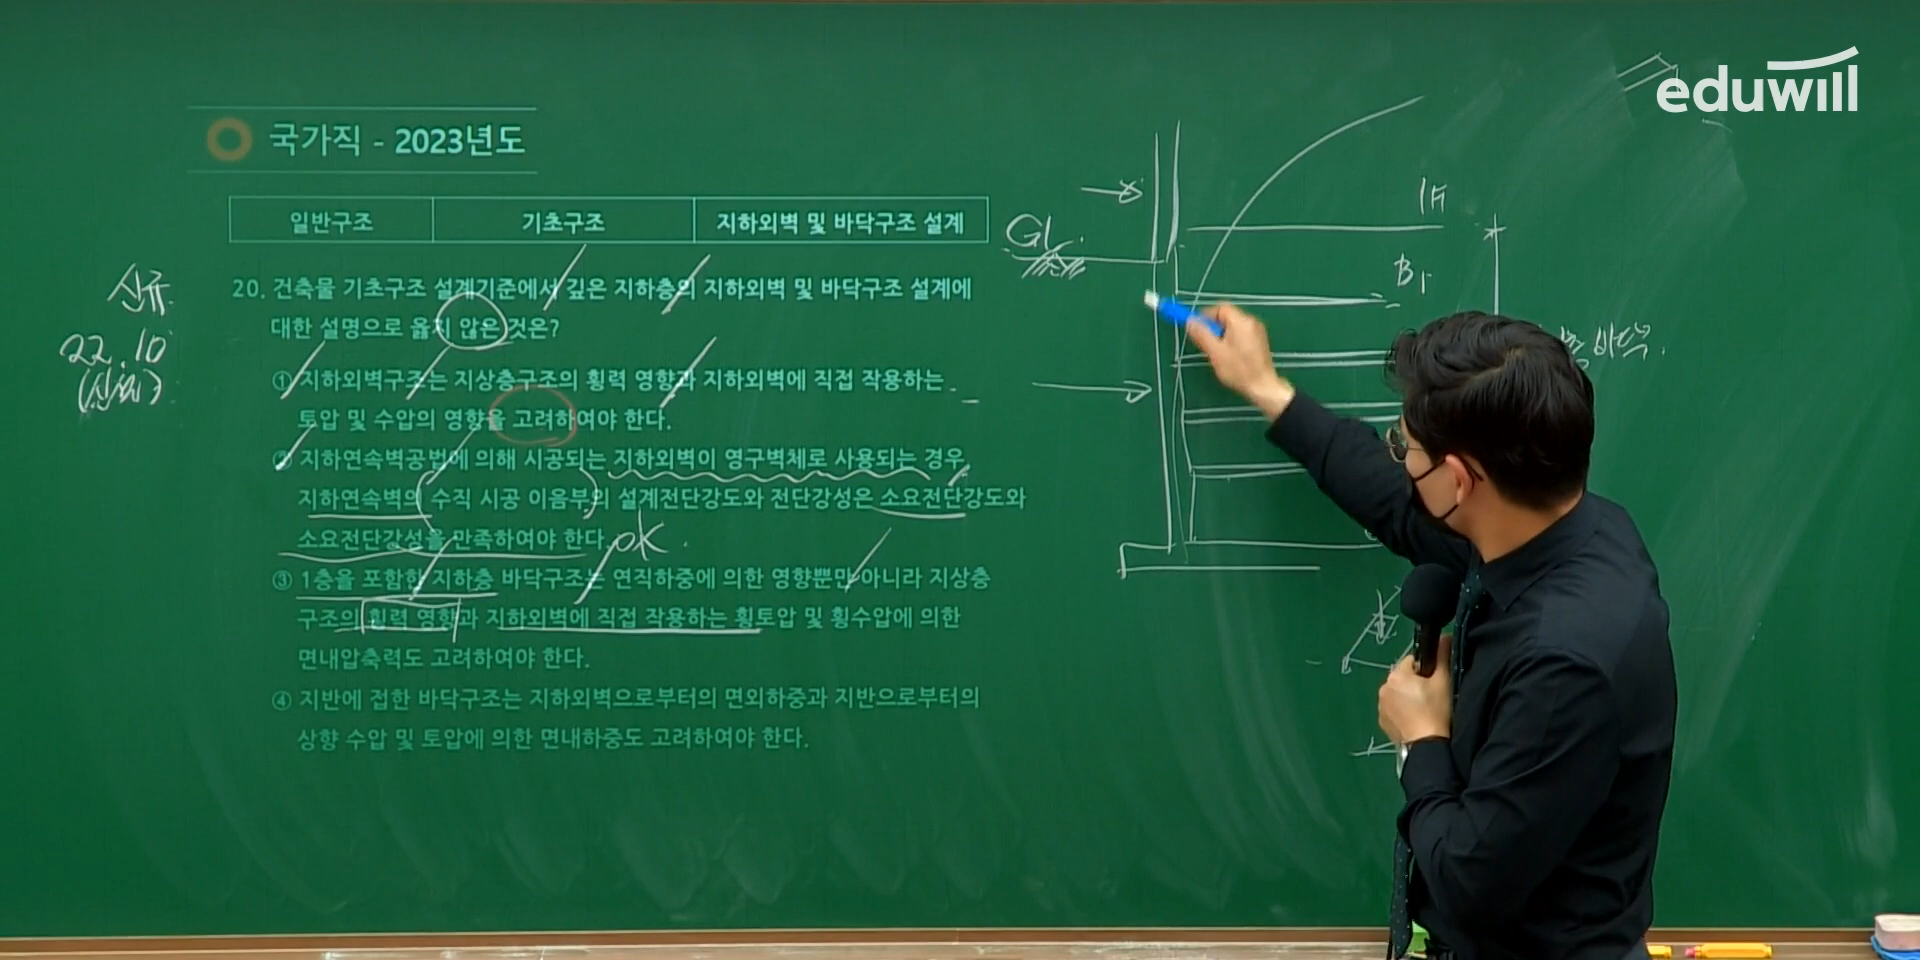 eduwill
국가직 - 2023년도
일반구조 기초구조 지하외벽 및 바닥구조 설계
20. 건축물 기초구조 설계기준에서 깊은 지하층의 지하외벽 및 바닥구조 설계에
대한 설명으로 옳지 않은 것은?
① 지하외벽구조는 지상층구조의 횡력 영향과 지하외벽에 직접 작용하는
토압 및 수압의 영향을 고려하여야 한다.
② 지하연속벽공법에 의해 시공되는 지하외벽이 영구벽체로 사용되는 경우,
지하연속벽의 수직 시공 이음부의 설계전단강도와 전단강성은 소요전단강도와
소요전단강성을 만족하여야 한다.
ok.
③ 1층을 포함한 지하층 바닥구조는 연직하중에 의한 영향뿐만 아니라 지상층
구조의 횡력 영향과 지하외벽에 직접 작용하는 횡토압 및 횡수압에 의한
면내압축력도 고려하여야 한다.
④ 지반에 접한 바닥구조는 지하외벽으로부터의 면외하중과 지반으로부터의
상향 수압 및 토압에 의한 면내하중도 고려하여야 한다.
신규
22.10
(신설)
GL.
1F
B1
바닥.